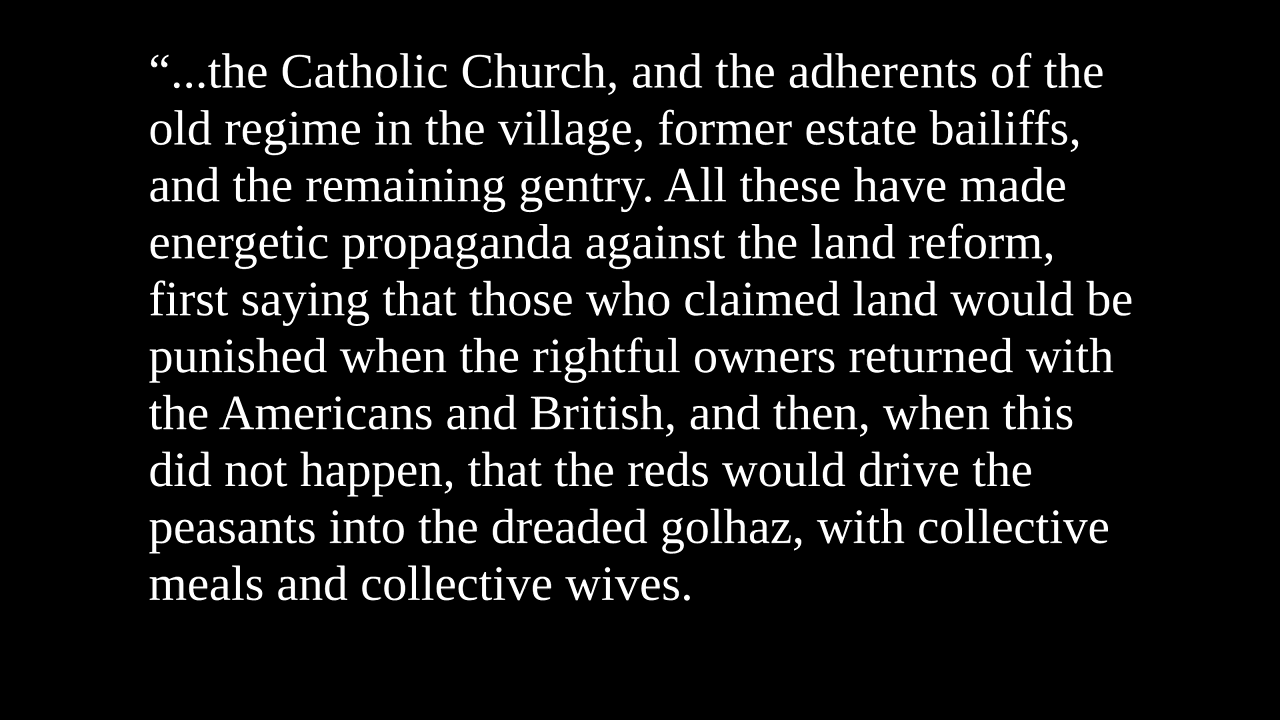 “...the Catholic Church, and the adherents of the
old regime in the village, former estate bailiffs,
and the remaining gentry. All these have made
energetic propaganda against the land reform,
first saying that those who claimed land would be
punished when the rightful owners returned with
the Americans and British, and then, when this
did not happen, that the reds would drive the
peasants into the dreaded golhaz, with collective
meals and collective wives.